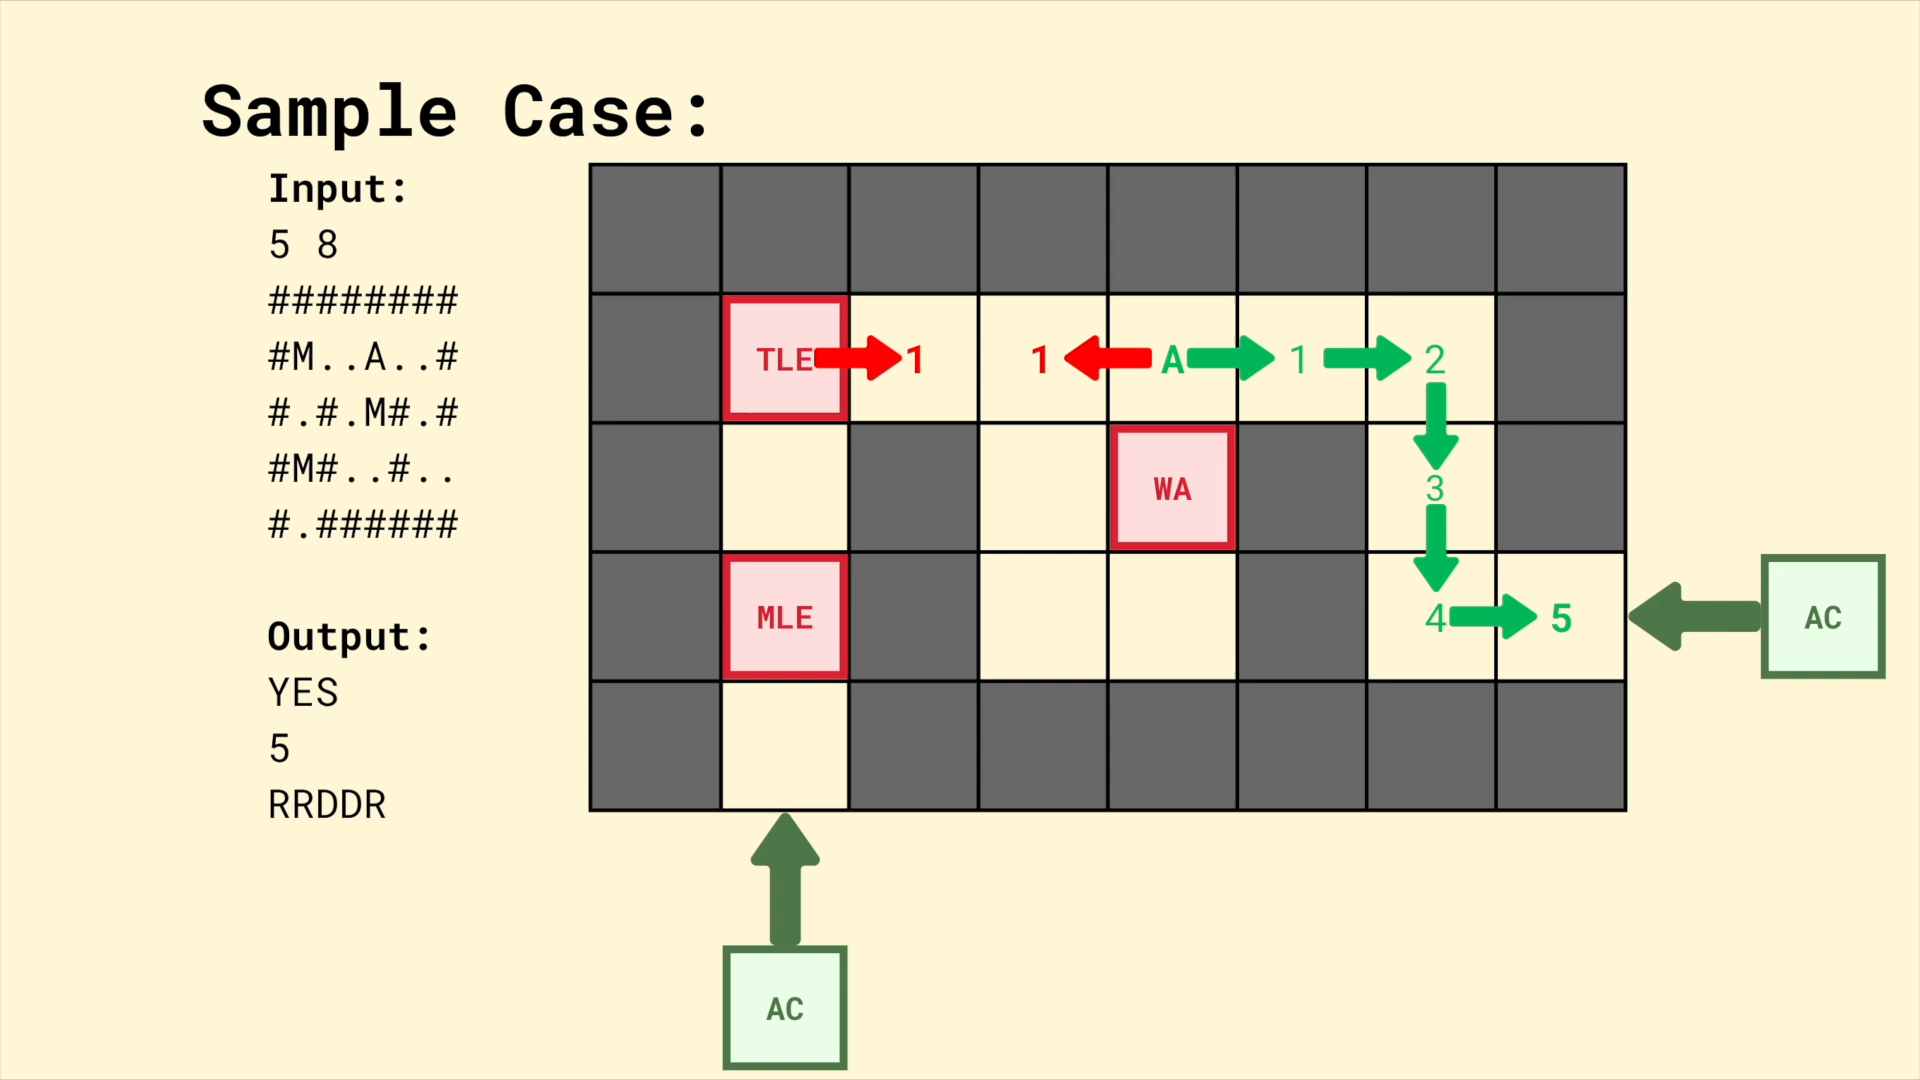 Sample Case:
Input:
5 8
########
#M..A..#
#.#.M#.#
#M#..#..
#.######
Output:
YES
5
RRDDR
TLE 1 1 A 1 2
WA 3
MLE 4 5 AC
AC